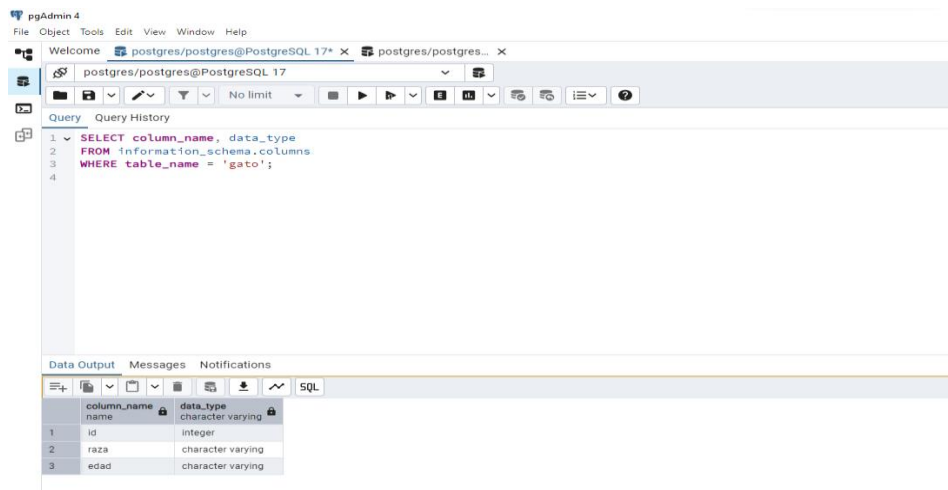 pgAdmin 4
File Object Tools Edit View Window Help
Welcome postgres/postgres@PostgreSQL 17* postgres/postgres...
postgres/postgres@PostgreSQL 17
No limit
Query Query History
1 SELECT column_name, data_type
2 FROM information_schema.columns
3 WHERE table_name = 'gato';
4
Data Output Messages Notifications
SQL
column_name data_type
name character varying
1 id integer
2 raza character varying
3 edad character varying